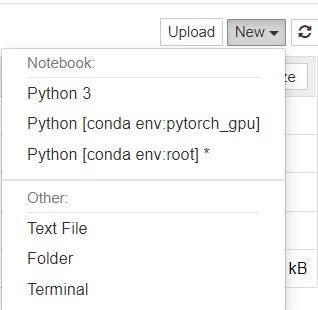 Upload New
Notebook:
ze
Python 3
Python [conda env:pytorch_gpu]
Python [conda env:root] *
Other:
Text File
Folder
kB
Terminal